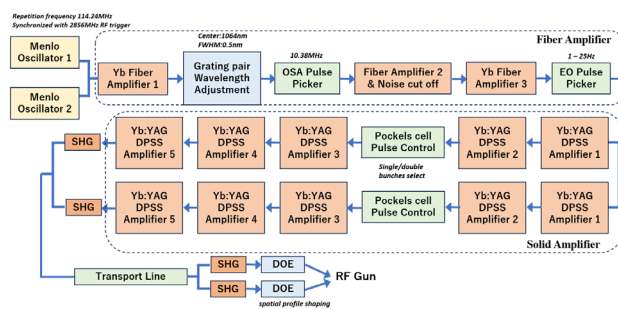 Repetition frequency 114.24MHz
Synchronized with 2856MHz RF trigger
Menlo
Oscillator 1
Menlo
Oscillator 2
Fiber Amplifier
Yb Fiber
Amplifier 1
Center:1064nm
FWHM:0.5nm
Grating pair
Wavelength
Adjustment
10.38MHz
OSA Pulse
Picker
Fiber Amplifier 2
& Noise cut off
Yb Fiber
Amplifier 3
1–25Hz
EO Pulse
Picker
SHG
Yb:YAG
DPSS
Amplifier 5
Yb:YAG
DPSS
Amplifier 4
Yb:YAG
DPSS
Amplifier 3
Pockels cell
Pulse Control
Yb:YAG
DPSS
Amplifier 2
Yb:YAG
DPSS
Amplifier 1
Single/double
bunches select
SHG
Yb:YAG
DPSS
Amplifier 5
Yb:YAG
DPSS
Amplifier 4
Yb:YAG
DPSS
Amplifier 3
Pockels cell
Pulse Control
Yb:YAG
DPSS
Amplifier 2
Yb:YAG
DPSS
Amplifier 1
Solid Amplifier
Transport Line
SHG
DOE
SHG
DOE
RF Gun
spatial profile shaping